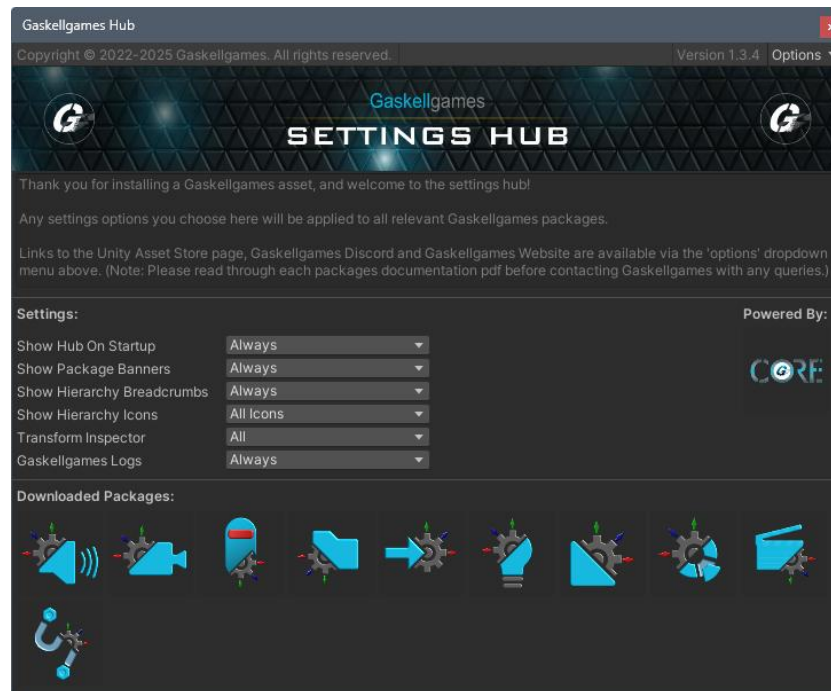 Gaskellgames Hub
Copyright © 2022-2025 Gaskellgames. All rights reserved.
Version 1.3.4 Options
Gaskellgames
SETTINGS HUB
Thank you for installing a Gaskellgames asset, and welcome to the settings hub!
Any settings options you choose here will be applied to all relevant Gaskellgames packages.
Links to the Unity Asset Store page, Gaskellgames Discord and Gaskellgames Website are available via the 'options' dropdown
menu above. (Note: Please read through each packages documentation pdf before contacting Gaskellgames with any queries.)
Settings:
Powered By:
Show Hub On Startup Always
Show Package Banners Always
Show Hierarchy Breadcrumbs Always
Show Hierarchy Icons All Icons
Transform Inspector All
Gaskellgames Logs Always
CORE
Downloaded Packages: